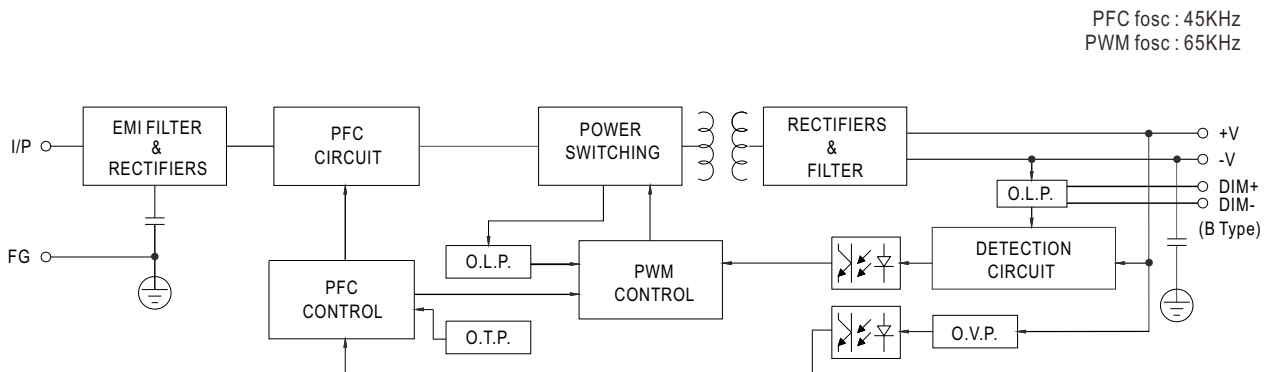 PFC fosc : 45KHz
PWM fosc : 65KHz
I/P
EMI FILTER
&
RECTIFIERS
PFC
CIRCUIT
POWER
SWITCHING
RECTIFIERS
&
FILTER
+V
-V
DIM+
DIM-
(B Type)
O.L.P.
FG
O.L.P.
PWM
CONTROL
DETECTION
CIRCUIT
PFC
CONTROL
O.T.P.
O.V.P.